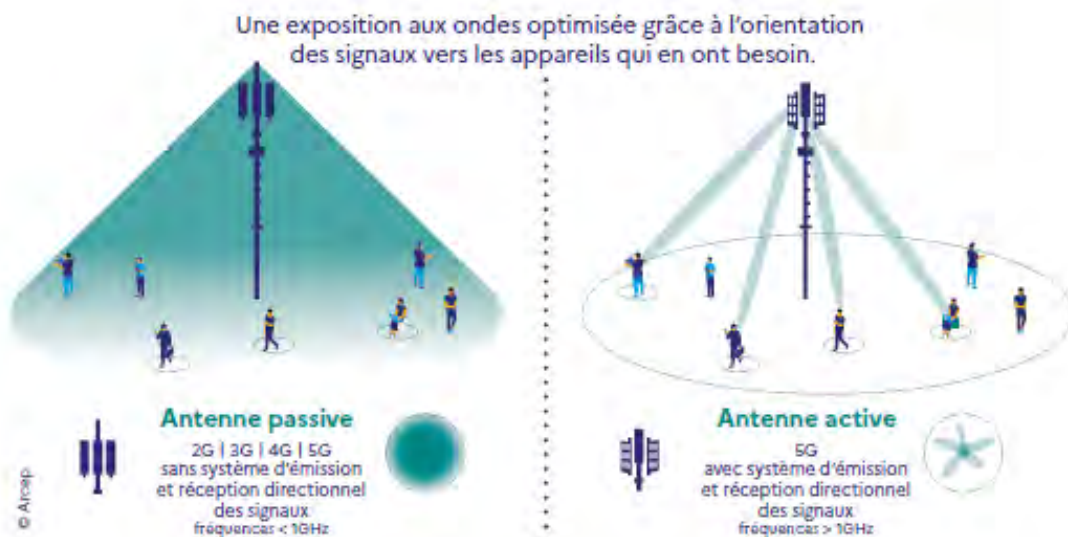 Une exposition aux ondes optimisée grâce à l'orientation
des signaux vers les appareils qui en ont besoin.
Antenne passive
2G | 3G | 4G | 5G
sans système d'émission
et réception directionnel
des signaux
fréquences < 1GHz
Antenne active
5G
avec système d'émission
et réception directionnel
des signaux
fréquences > 1GHz
© Arcep